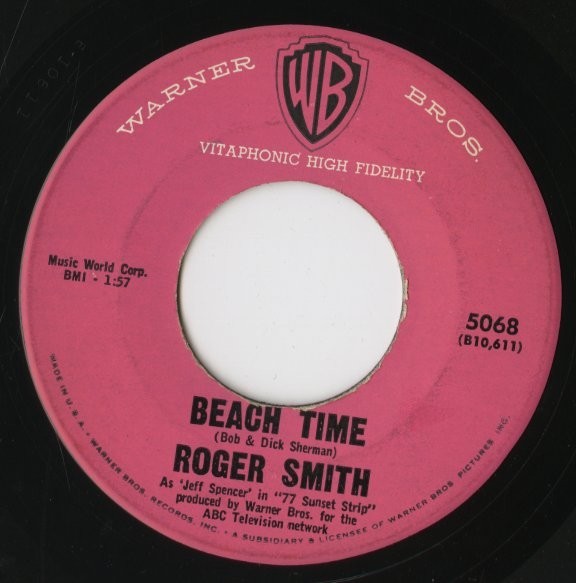 WARNER WB BROS.
VITAPHONIC HIGH FIDELITY
Music World Corp.
BMI - 1:57
5068
(B10,611)
BEACH TIME
(Bob & Dick Sherman)
ROGER SMITH
As 'Jeff Spencer' in "77 Sunset Strip"
produced by Warner Bros. for the
ABC Television network
MADE IN U.S.A. • WARNER BROS. RECORDS, INC. • A SUBSIDIARY & LICENSEE OF WARNER BROS PICTURES INC.